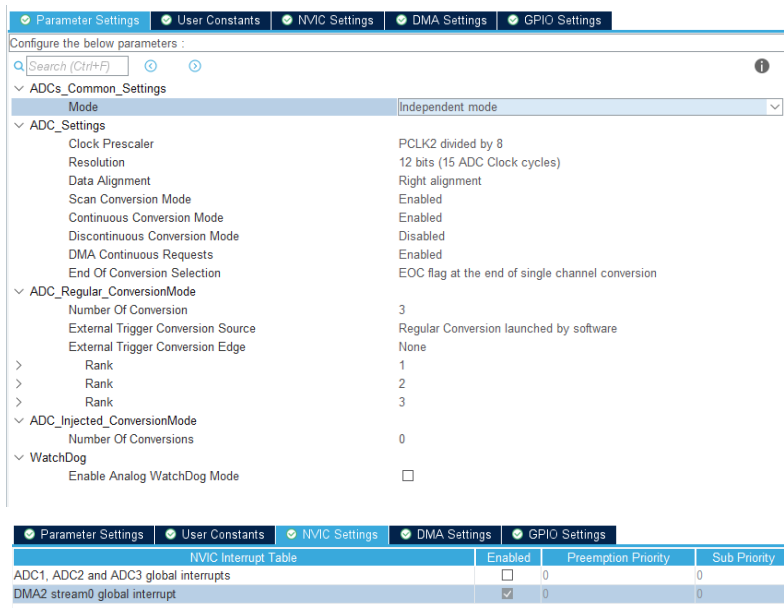 Parameter Settings User Constants NVIC Settings DMA Settings GPIO Settings
Configure the below parameters :
Search (Ctrl+F)
ADCs_Common_Settings
Mode Independent mode
ADC_Settings
Clock Prescaler PCLK2 divided by 8
Resolution 12 bits (15 ADC Clock cycles)
Data Alignment Right alignment
Scan Conversion Mode Enabled
Continuous Conversion Mode Enabled
Discontinuous Conversion Mode Disabled
DMA Continuous Requests Enabled
End Of Conversion Selection EOC flag at the end of single channel conversion
ADC_Regular_ConversionMode
Number Of Conversion 3
External Trigger Conversion Source Regular Conversion launched by software
External Trigger Conversion Edge None
Rank 1
Rank 2
Rank 3
ADC_Injected_ConversionMode
Number Of Conversions 0
WatchDog
Enable Analog WatchDog Mode
Parameter Settings User Constants NVIC Settings DMA Settings GPIO Settings
NVIC Interrupt Table Enabled Preemption Priority Sub Priority
ADC1, ADC2 and ADC3 global interrupts 0 0
DMA2 stream0 global interrupt 0 0